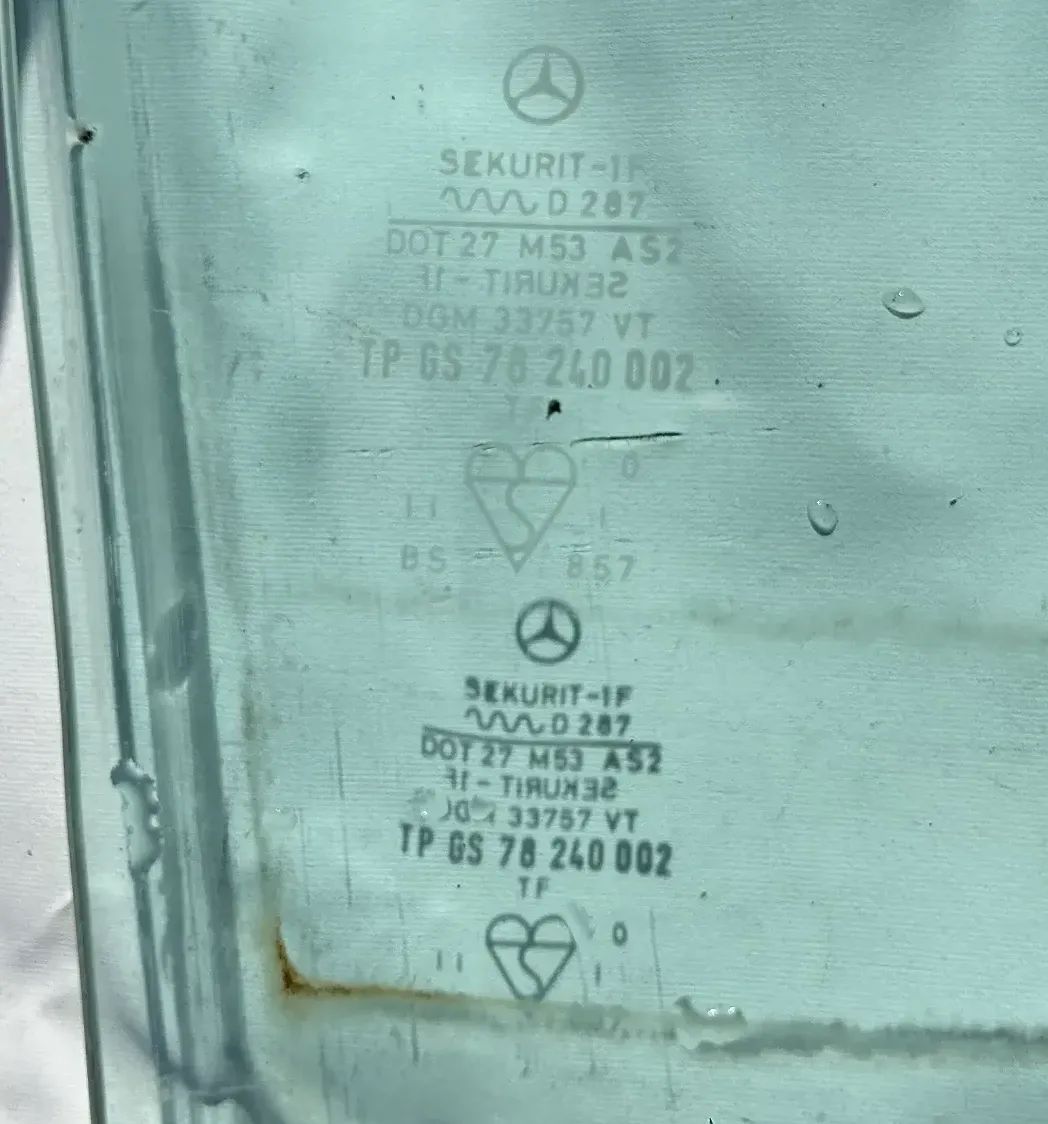 SEKURIT-1F
D 287
DOT 27 M53 AS2
SEKURIT - 1F
DGM 33757 VT
TP GS 78 240 002
0
11 1
BS 857
SEKURIT-1F
D 287
DOT 27 M53 AS2
SEKURIT - 1F
33757 VT
TP GS 78 240 002
TF
0
11 1